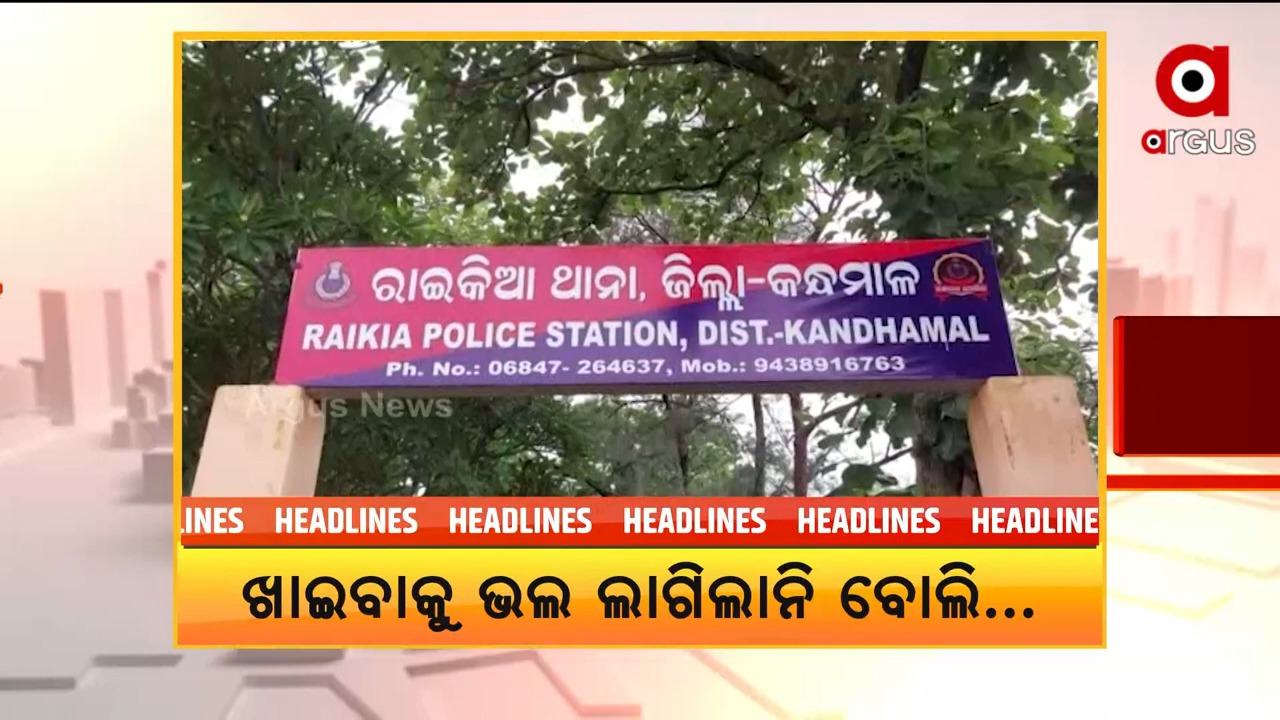 argus
ରାଇକିଆ ଥାନା, ଜିଲ୍ଲା-କନ୍ଧମାଳ
RAIKIA POLICE STATION, DIST.-KANDHAMAL
Ph. No.: 06847- 264637, Mob.: 9438916763
Argus News
LINES HEADLINES HEADLINES HEADLINES HEADLINES HEADLINE
ଖାଇବାକୁ ଭଲ ଲାଗିଲାନି ବୋଲି...